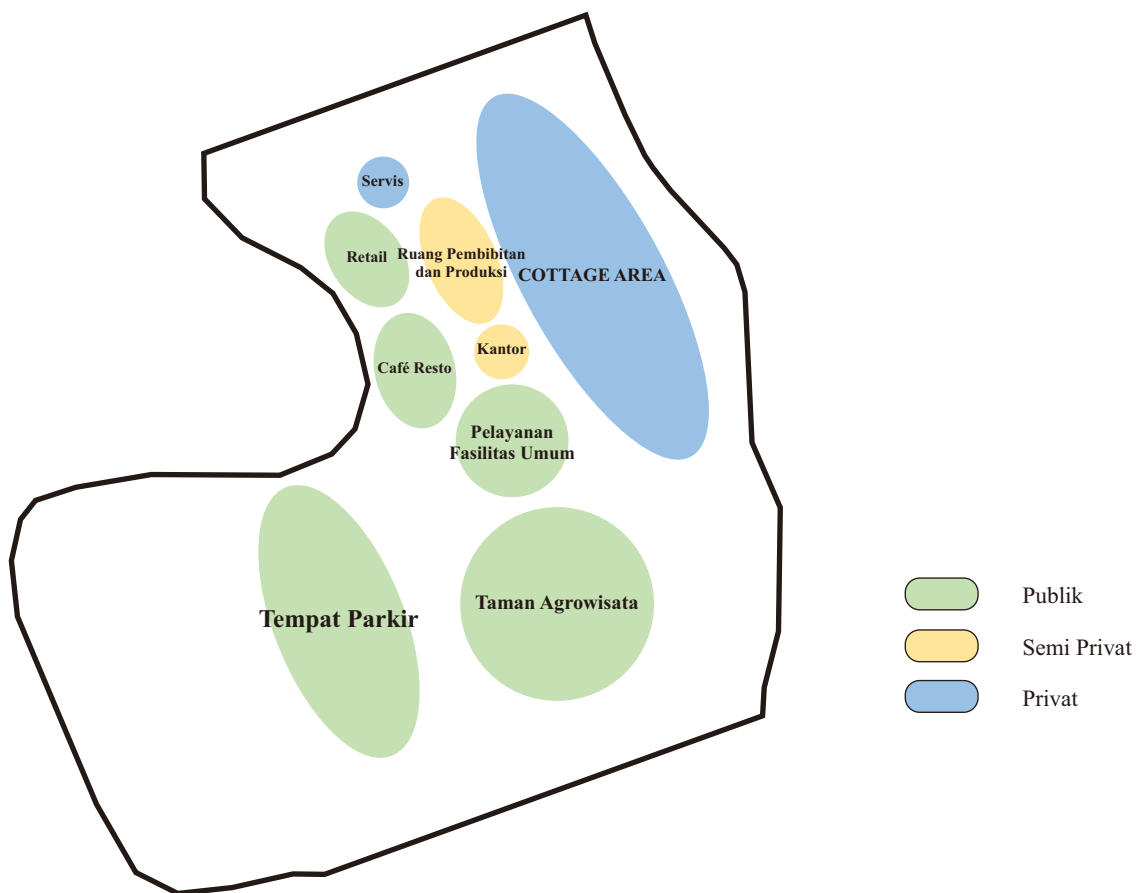 Servis
Retail
Ruang Pembibitan
dan Produksi
COTTAGE AREA
Kantor
Café Resto
Pelayanan
Fasilitas Umum
Tempat Parkir
Taman Agrowisata
Publik
Semi Privat
Privat